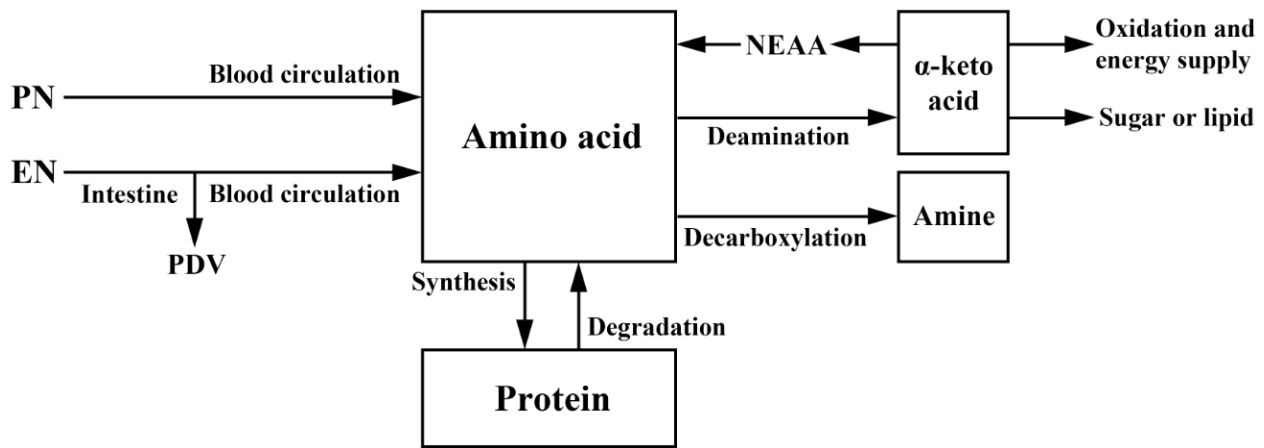 PN
Blood circulation
EN
Intestine
Blood circulation
PDV
Amino acid
Synthesis
Degradation
Protein
NEAA
Deamination
Decarboxylation
α-keto
acid
Amine
Oxidation and
energy supply
Sugar or lipid